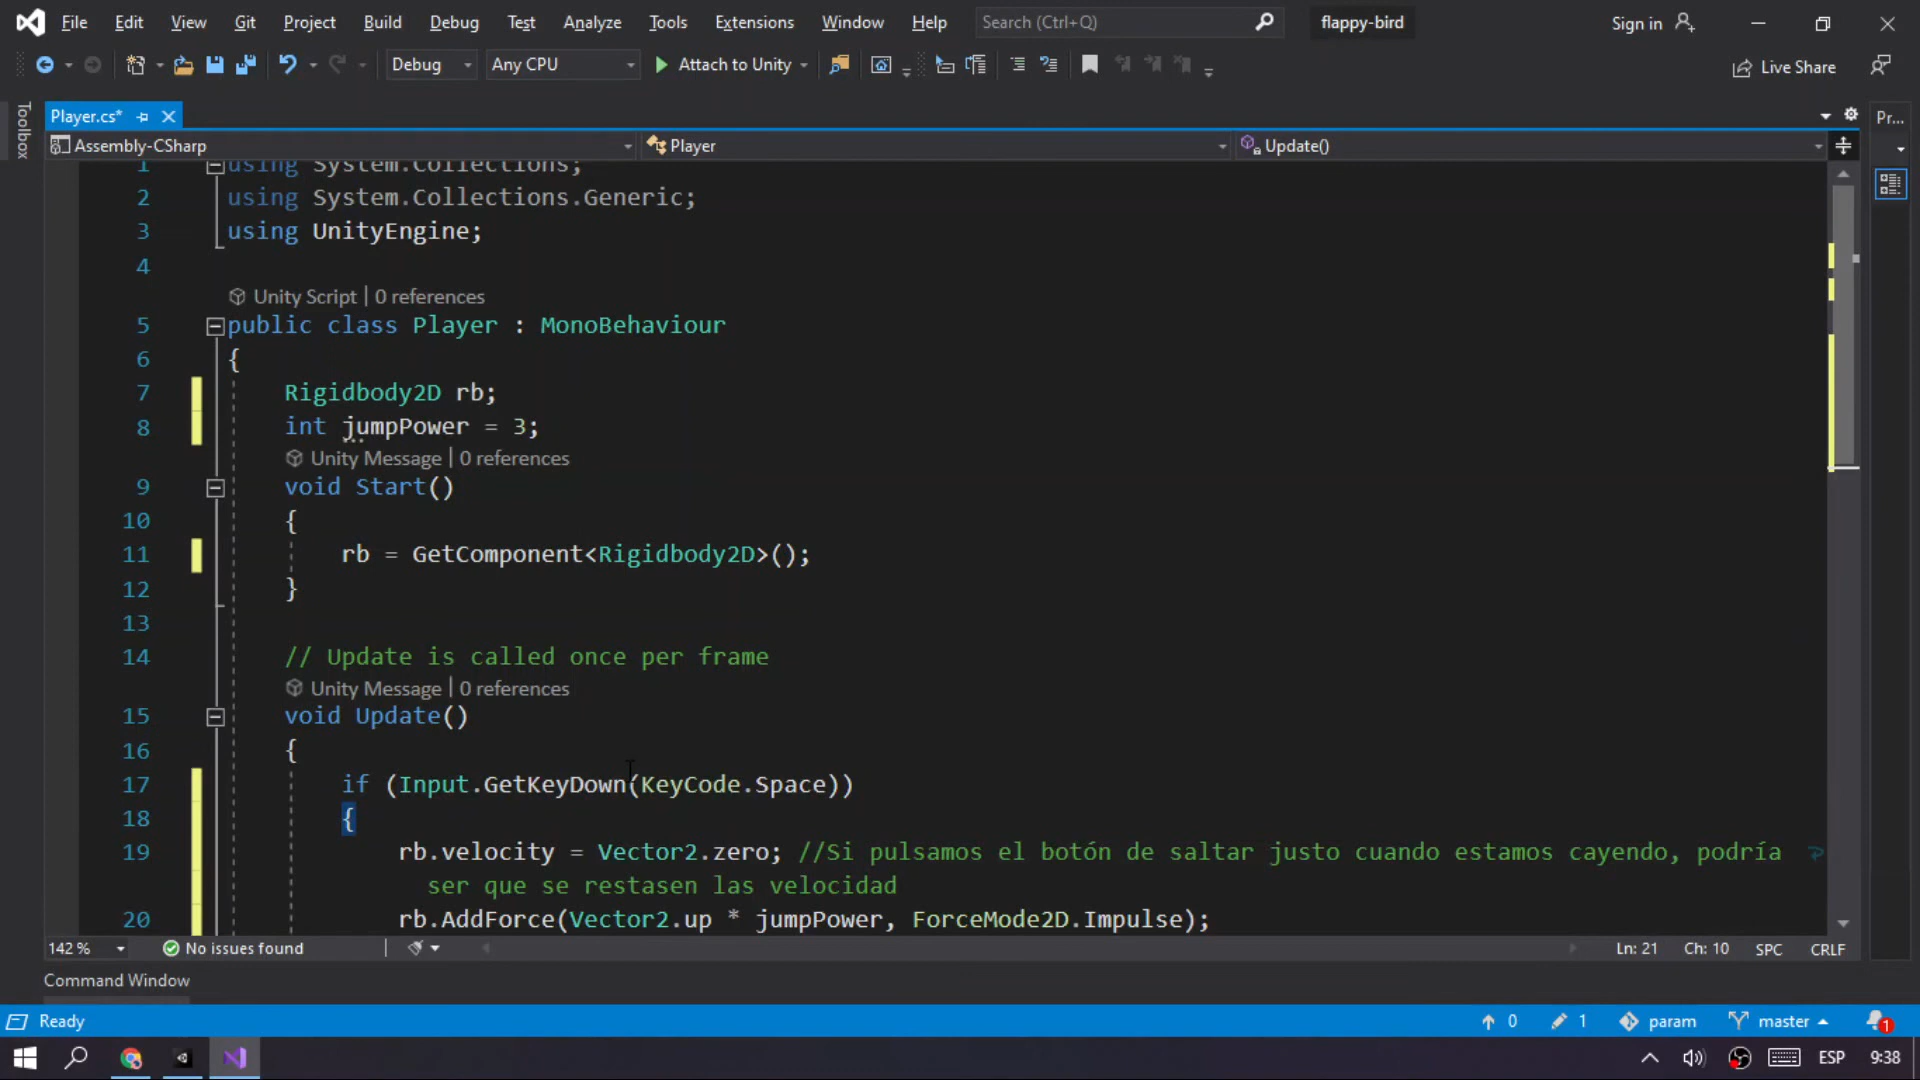 File Edit View Git Project Build Debug Test Analyze Tools Extensions Window Help Search (Ctrl+Q) flappy-bird Sign in
Debug Any CPU Attach to Unity Live Share
Toolbox
Player.cs* Pr...
Assembly-CSharp Player Update()
1 using System.Collections;
2 using System.Collections.Generic;
3 using UnityEngine;
4
Unity Script | 0 references
5 public class Player : MonoBehaviour
6 {
7 Rigidbody2D rb;
8 int jumpPower = 3;
Unity Message | 0 references
9 void Start()
10 {
11 rb = GetComponent<Rigidbody2D>();
12 }
13
14 // Update is called once per frame
Unity Message | 0 references
15 void Update()
16 {
17 if (Input.GetKeyDown(KeyCode.Space))
18 {
19 rb.velocity = Vector2.zero; //Si pulsamos el botón de saltar justo cuando estamos cayendo, podría
ser que se restasen las velocidad
20 rb.AddForce(Vector2.up * jumpPower, ForceMode2D.Impulse);
142 % No issues found Ln: 21 Ch: 10 SPC CRLF
Command Window
Ready 0 1 param master 1
ESP 9:38